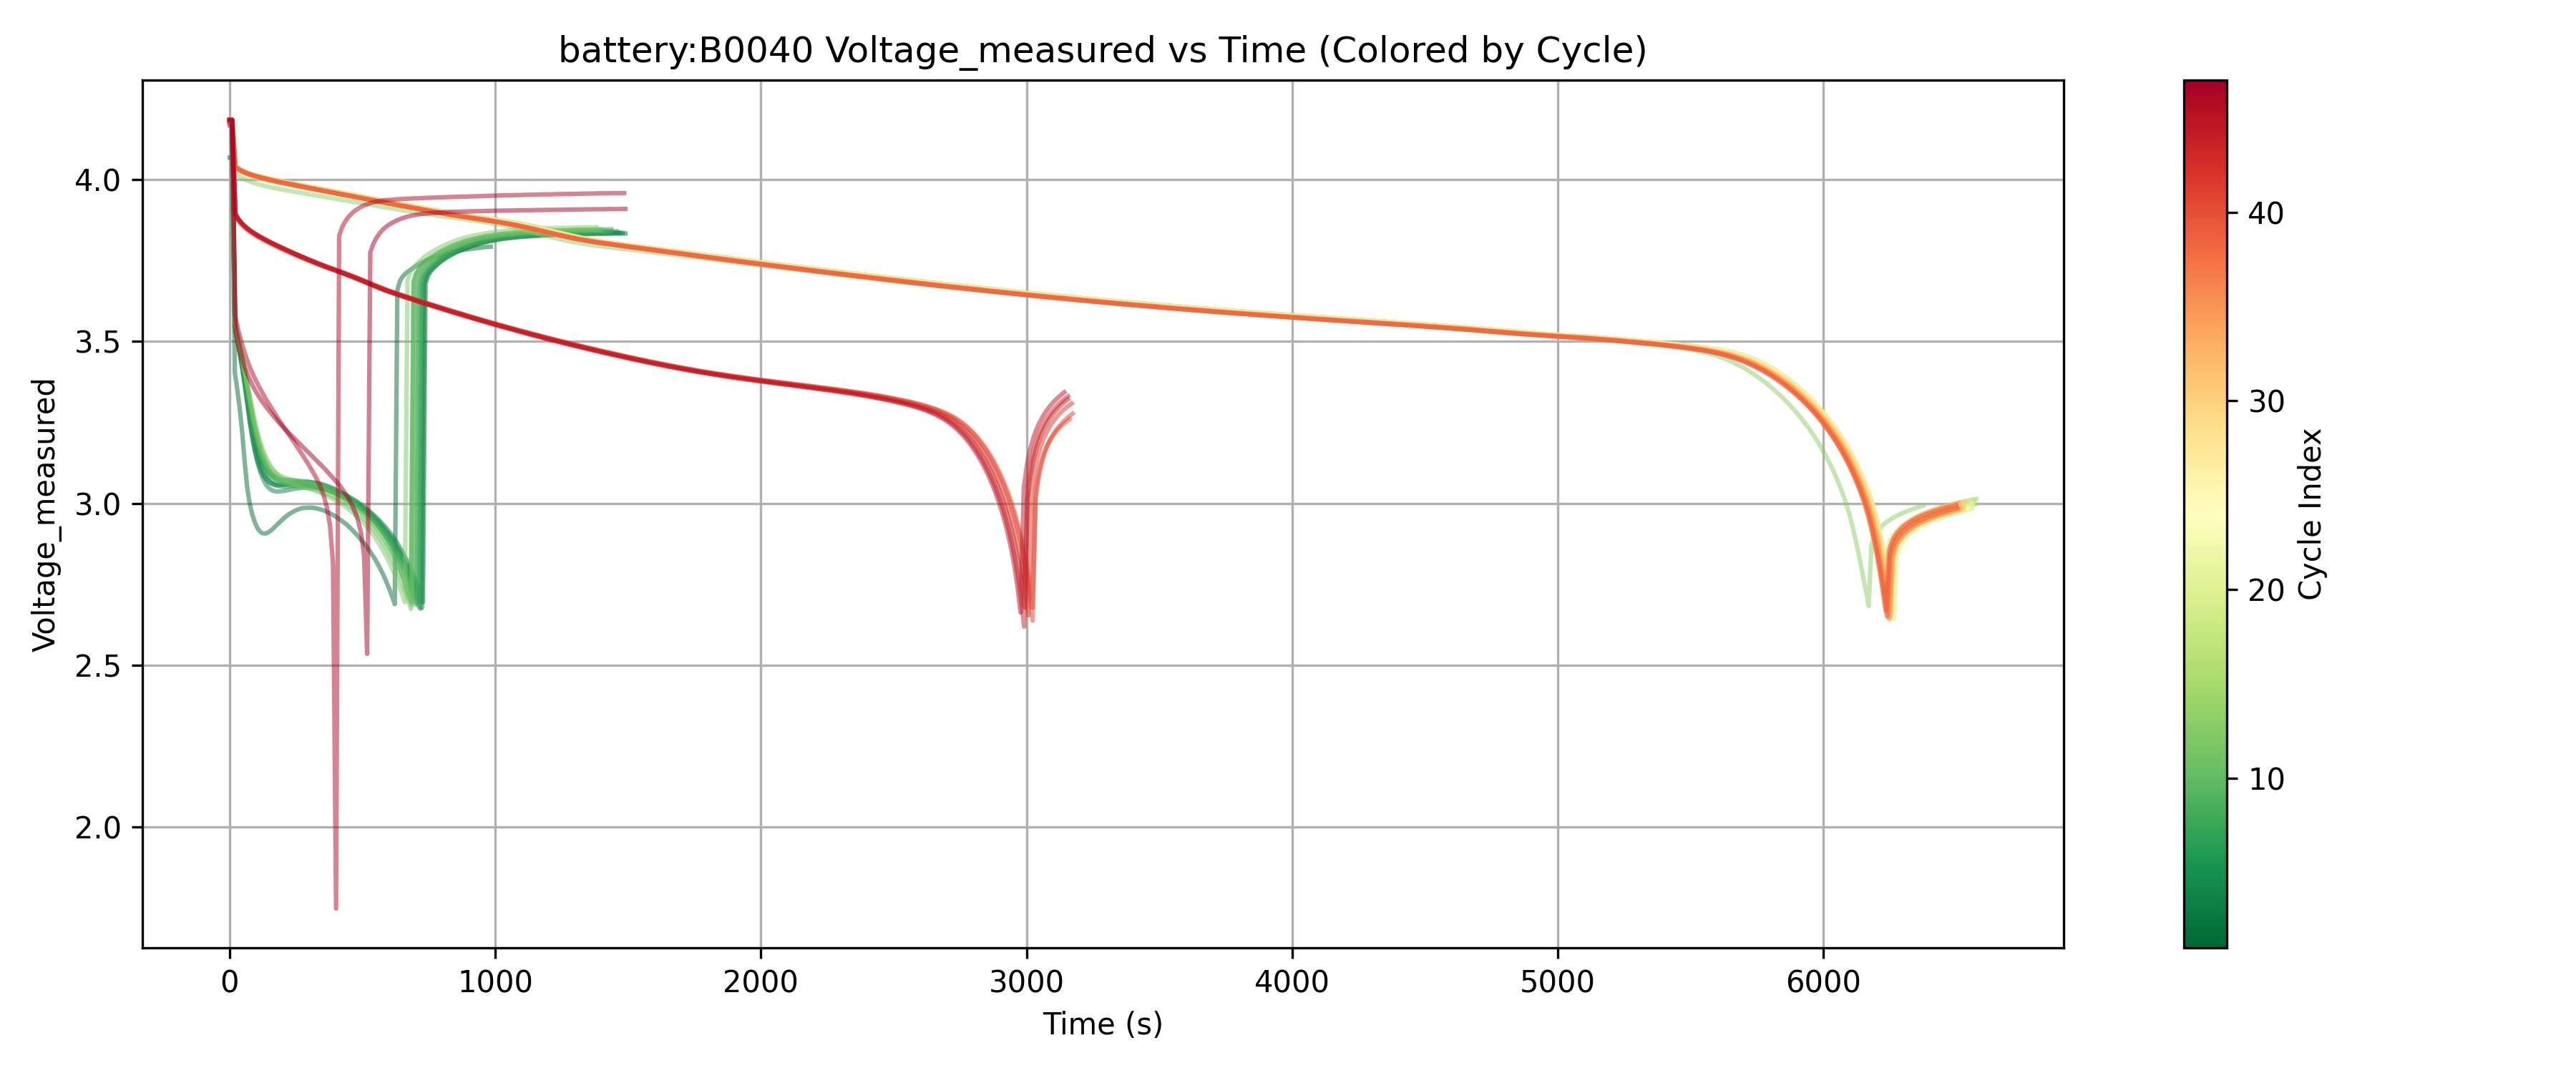 battery:B0040 Voltage_measured vs Time (Colored by Cycle)
Voltage_measured
4.0
3.5
3.0
2.5
2.0
0 1000 2000 3000 4000 5000 6000
Time (s)
40
30
20
10
Cycle Index